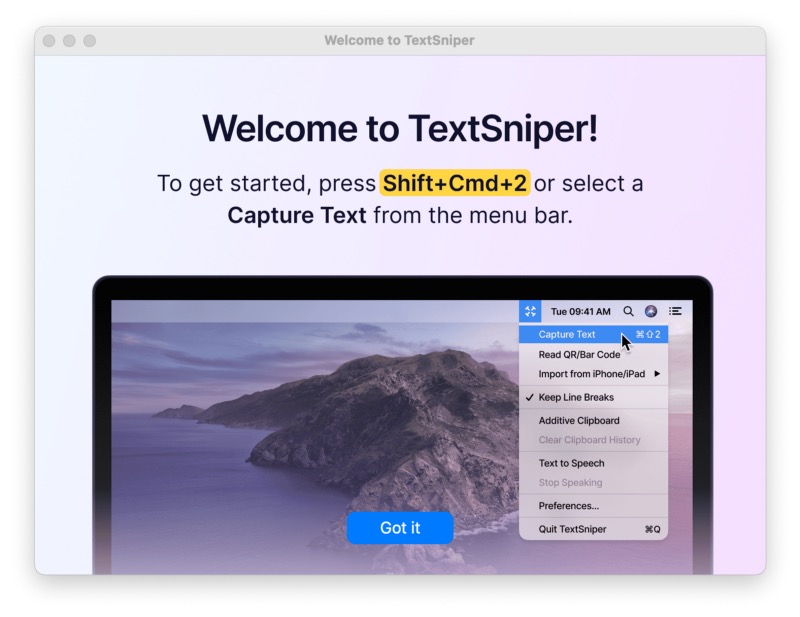 Welcome to TextSniper
Welcome to TextSniper!
To get started, press Shift+Cmd+2 or select a
Capture Text from the menu bar.
Tue 09:41 AM
Capture Text ⌘⇧2
Read QR/Bar Code
Import from iPhone/iPad ▶
✓ Keep Line Breaks
Additive Clipboard
Clear Clipboard History
Text to Speech
Stop Speaking
Preferences...
Quit TextSniper ⌘Q
Got it